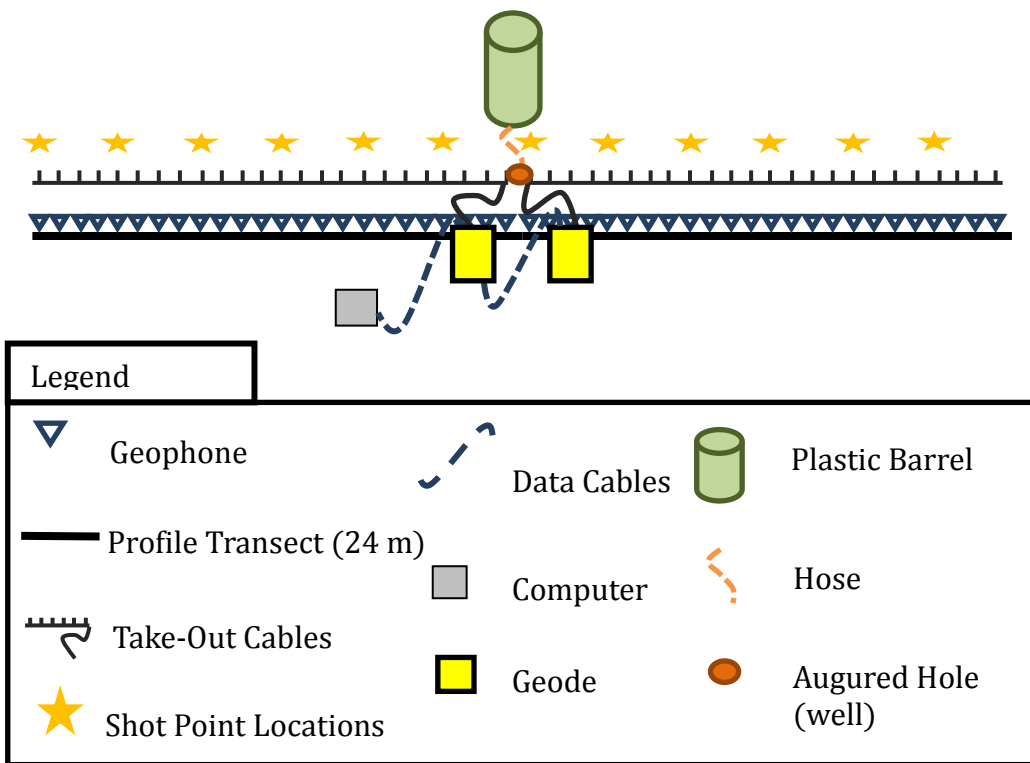 Legend
Geophone
Profile Transect (24 m)
Take-Out Cables
Shot Point Locations
Data Cables
Computer
Geode
Plastic Barrel
Hose
Augured Hole
(well)